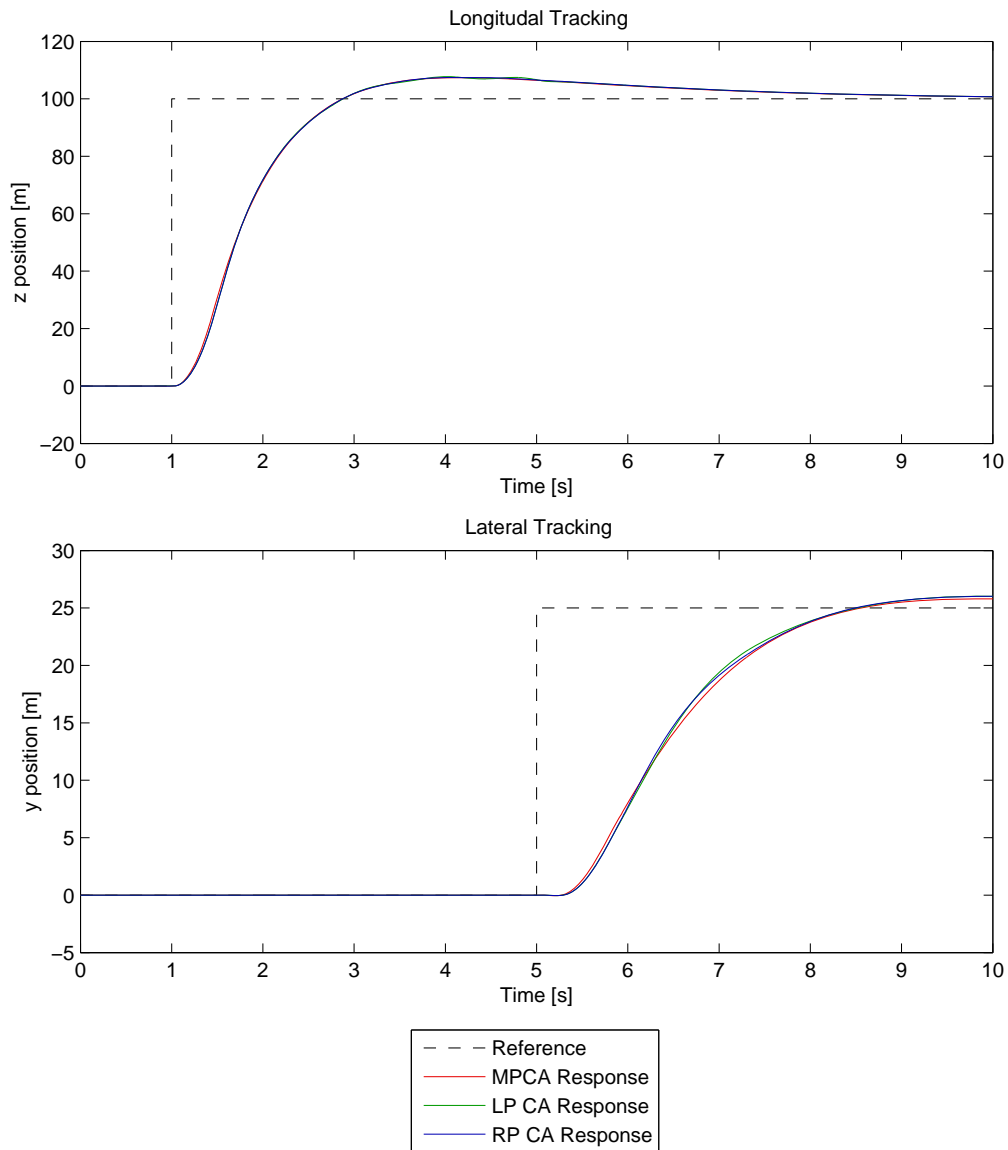 Longitudal Tracking
120
100
80
60
40
20
0
−20
z position [m]
0 1 2 3 4 5 6 7 8 9 10
Time [s]
Lateral Tracking
30
25
20
15
10
5
0
−5
y position [m]
0 1 2 3 4 5 6 7 8 9 10
Time [s]
Reference
MPCA Response
LP CA Response
RP CA Response